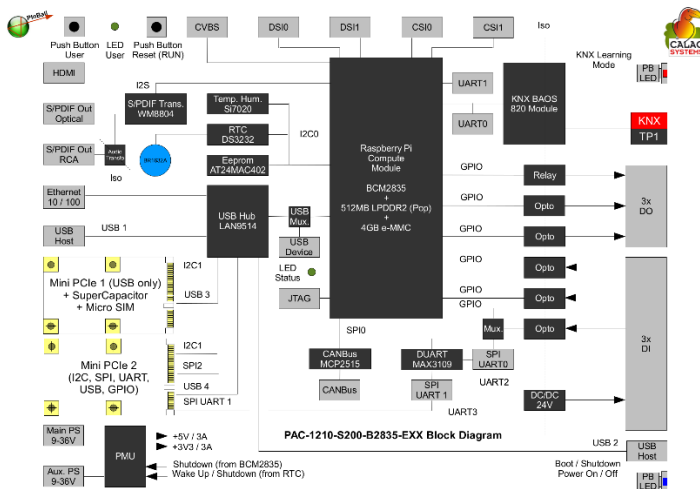 PinBall
Push Button
User
LED
User
Push Button
Reset (RUN)
CVBS
DSI0
DSI1
CSI0
CSI1
Iso
KNX Learning
Mode
CALAO
SYSTEMS
PB
LED
HDMI
I2S
S/PDIF Trans.
WM8804
Temp. Hum.
Si7020
UART1
KNX BAOS
820 Module
S/PDIF Out
Optical
RTC
DS3232
I2C0
UART0
KNX
TP1
S/PDIF Out
RCA
Audio
Transfo
Iso
Eeprom
AT24MAC402
Raspberry Pi
Compute
Module
BCM2835
+
512MB LPDDR2 (Pop)
+
4GB e-MMC
GPIO
Relay
GPIO
Opto
GPIO
Opto
3x
DO
Ethernet
10 / 100
USB Hub
LAN9514
USB
Mux.
USB
Device
USB
Host
USB 1
GPIO
Opto
GPIO
Opto
GPIO
Mux.
Opto
3x
DI
LED
Status
JTAG
Mini PCIe 1 (USB only)
+ SuperCapacitor
+ Micro SIM
I2C1
USB 3
SPI0
CANBus
MCP2515
CANBus
DUART
MAX3109
SPI
UART0
SPI
UART 1
UART2
UART3
DC/DC
24V
Mini PCIe 2
(I2C, SPI, UART,
USB, GPIO)
I2C1
SPI2
USB 4
SPI UART 1
PAC-1210-S200-B2835-EXX Block Diagram
Main PS
9-36V
PMU
+5V / 3A
+3V3 / 3A
USB 2
USB
Host
Aux. PS
9-36V
Shutdown (from BCM2835)
Wake Up / Shutdown (from RTC)
Boot / Shutdown
Power On / Off
PB
LED